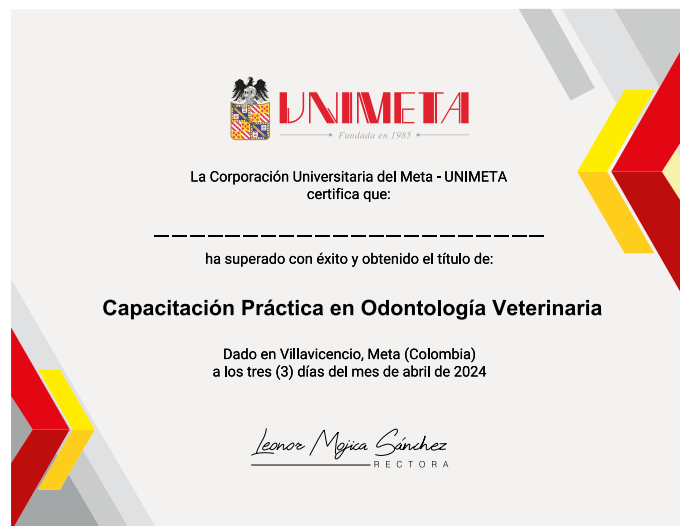 UNIMETA
Fundada en 1985
La Corporación Universitaria del Meta - UNIMETA
certifica que:
ha superado con éxito y obtenido el título de:
Capacitación Práctica en Odontología Veterinaria
Dado en Villavicencio, Meta (Colombia)
a los tres (3) días del mes de abril de 2024
Leonor Mojica Sánchez
RECTORA